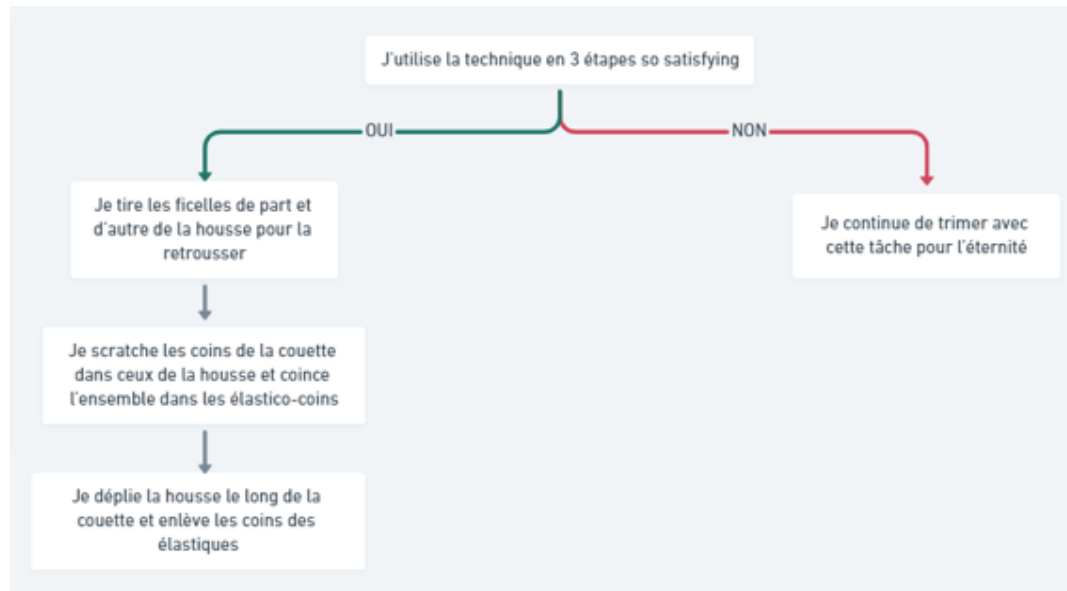 J'utilise la technique en 3 étapes so satisfying
OUI
NON
Je tire les ficelles de part et
d'autre de la housse pour la
retrousser
Je continue de trimer avec
cette tâche pour l'éternité
Je scratche les coins de la couette
dans ceux de la housse et coince
l'ensemble dans les élastico-coins
Je déplie la housse le long de la
couette et enlève les coins des
élastiques